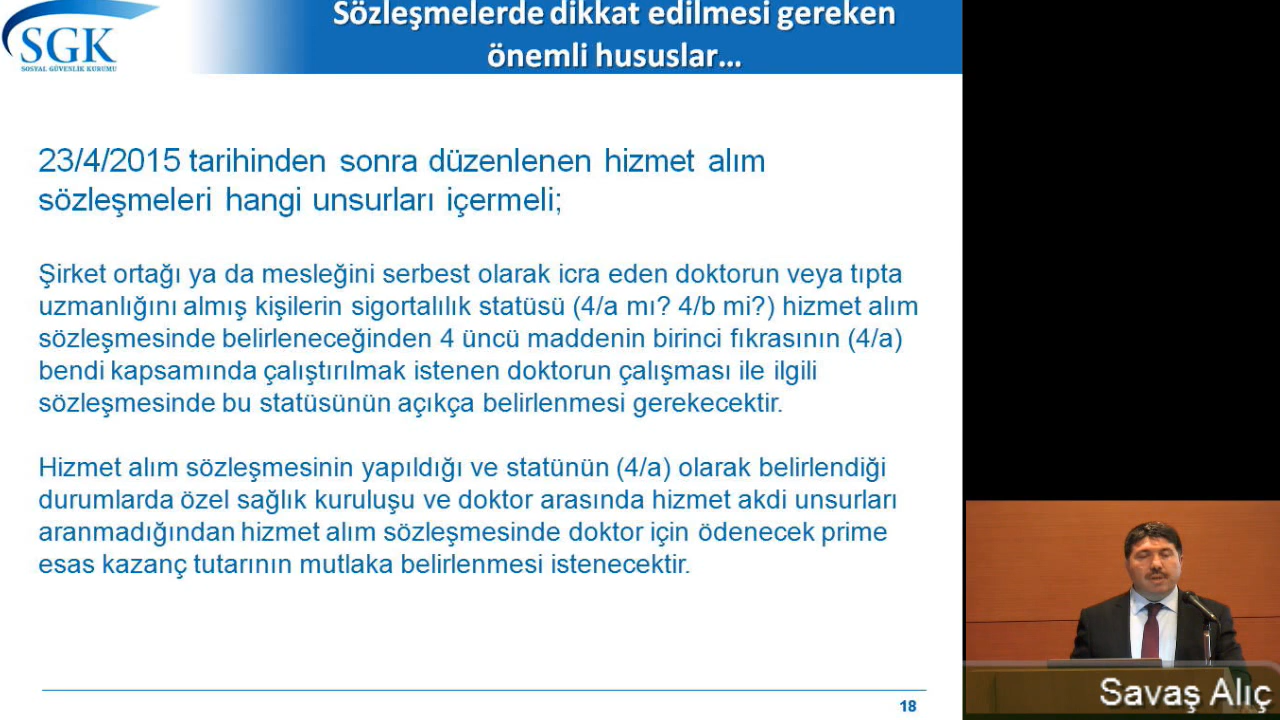 Sözleşmelerde dikkat edilmesi gereken
önemli hususlar...
SGK
SOSYAL GÜVENLİK KURUMU
23/4/2015 tarihinden sonra düzenlenen hizmet alım
sözleşmeleri hangi unsurları içermeli;
Şirket ortağı ya da mesleğini serbest olarak icra eden doktorun veya tıpta
uzmanlığını almış kişilerin sigortalılık statüsü (4/a mı? 4/b mi?) hizmet alım
sözleşmesinde belirleneceğinden 4 üncü maddenin birinci fıkrasının (4/a)
bendi kapsamında çalıştırılmak istenen doktorun çalışması ile ilgili
sözleşmesinde bu statüsünün açıkça belirlenmesi gerekecektir.
Hizmet alım sözleşmesinin yapıldığı ve statünün (4/a) olarak belirlendiği
durumlarda özel sağlık kuruluşu ve doktor arasında hizmet akdi unsurları
aranmadığından hizmet alım sözleşmesinde doktor için ödenecek prime
esas kazanç tutarının mutlaka belirlenmesi istenecektir.
18
Savaş Alıç